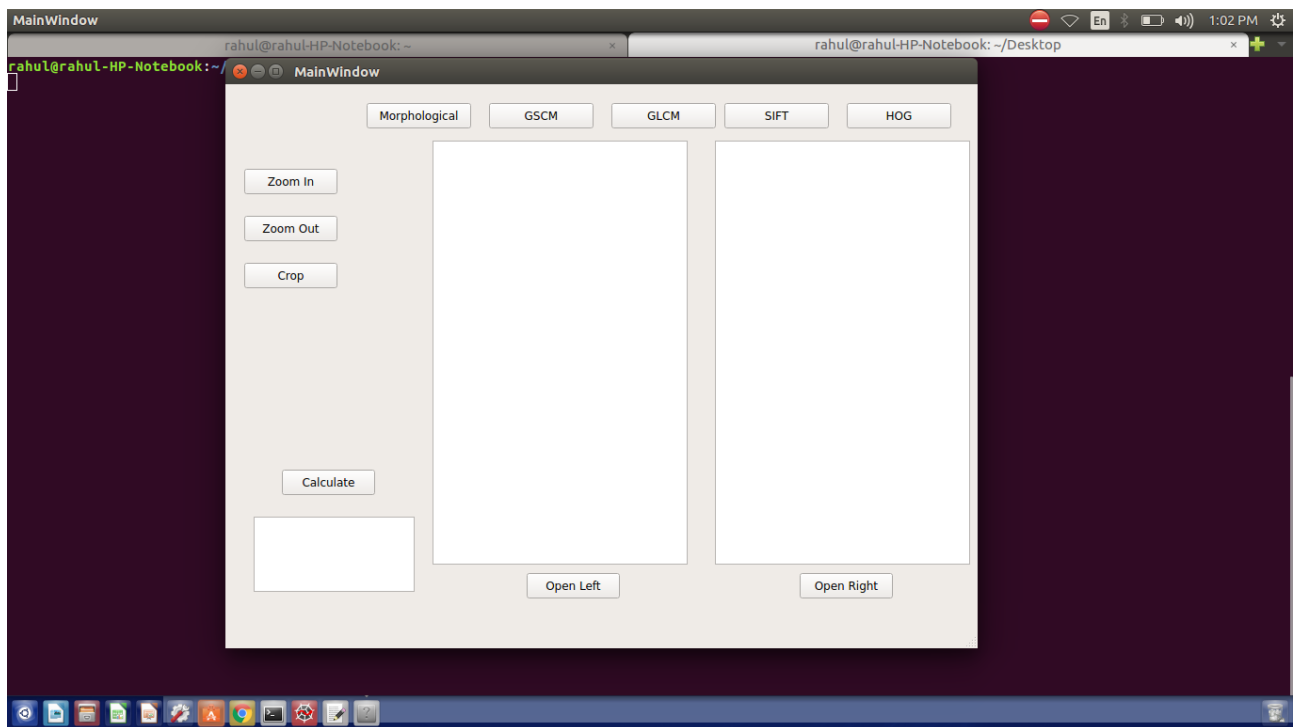 MainWindow
En
1:02 PM
rahul@rahul-HP-Notebook: ~
rahul@rahul-HP-Notebook: ~/Desktop
rahul@rahul-HP-Notebook:~/
MainWindow
Morphological
GSCM
GLCM
SIFT
HOG
Zoom In
Zoom Out
Crop
Calculate
Open Left
Open Right